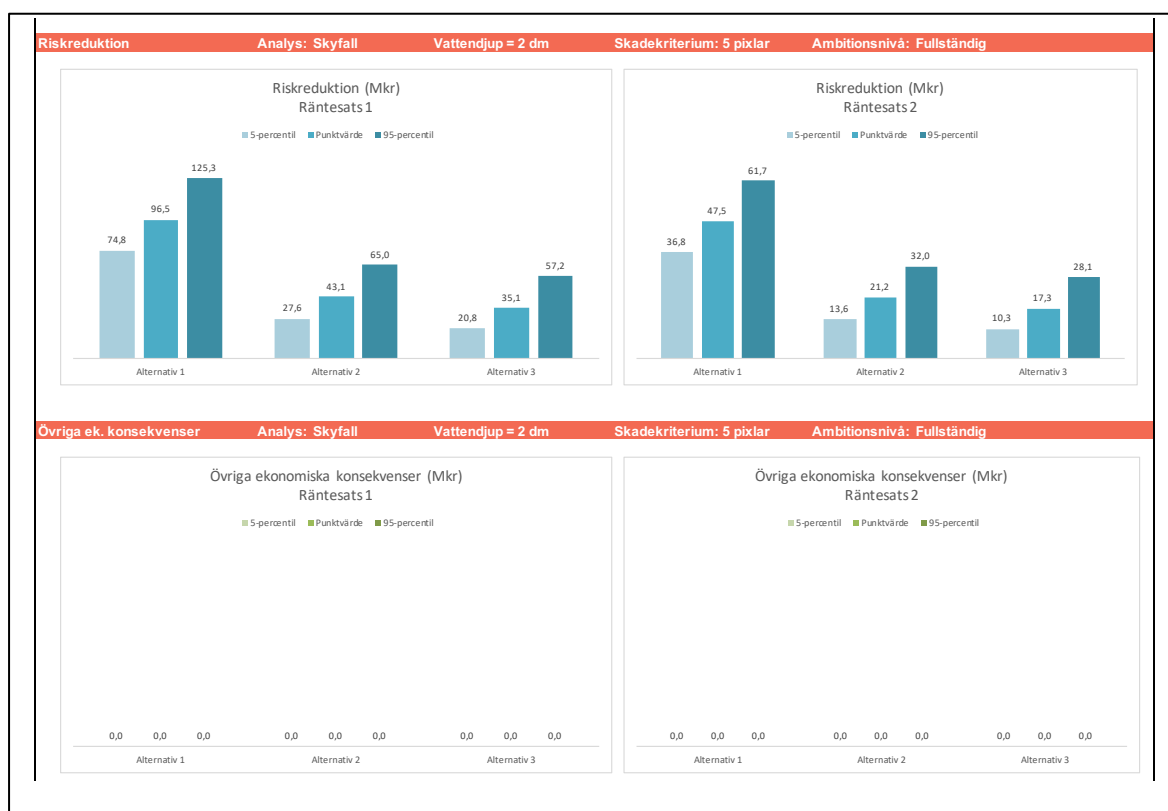 Riskreduktion Analys: Skyfall Vattendjup = 2 dm Skadekriterium: 5 pixlar Ambitionsnivå: Fullständig
Riskreduktion (Mkr)
Räntesats 1
5-percentil Punktvärde 95-percentil
125,3
96,5
74,8
65,0
43,1
27,6
57,2
35,1
20,8
Alternativ 1 Alternativ 2 Alternativ 3
Riskreduktion (Mkr)
Räntesats 2
5-percentil Punktvärde 95-percentil
61,7
47,5
36,8
32,0
21,2
13,6
28,1
17,3
10,3
Alternativ 1 Alternativ 2 Alternativ 3
Övriga ek. konsekvenser Analys: Skyfall Vattendjup = 2 dm Skadekriterium: 5 pixlar Ambitionsnivå: Fullständig
Övriga ekonomiska konsekvenser (Mkr)
Räntesats 1
5-percentil Punktvärde 95-percentil
0,0 0,0 0,0 0,0 0,0 0,0 0,0 0,0 0,0
Alternativ 1 Alternativ 2 Alternativ 3
Övriga ekonomiska konsekvenser (Mkr)
Räntesats 2
5-percentil Punktvärde 95-percentil
0,0 0,0 0,0 0,0 0,0 0,0 0,0 0,0 0,0
Alternativ 1 Alternativ 2 Alternativ 3